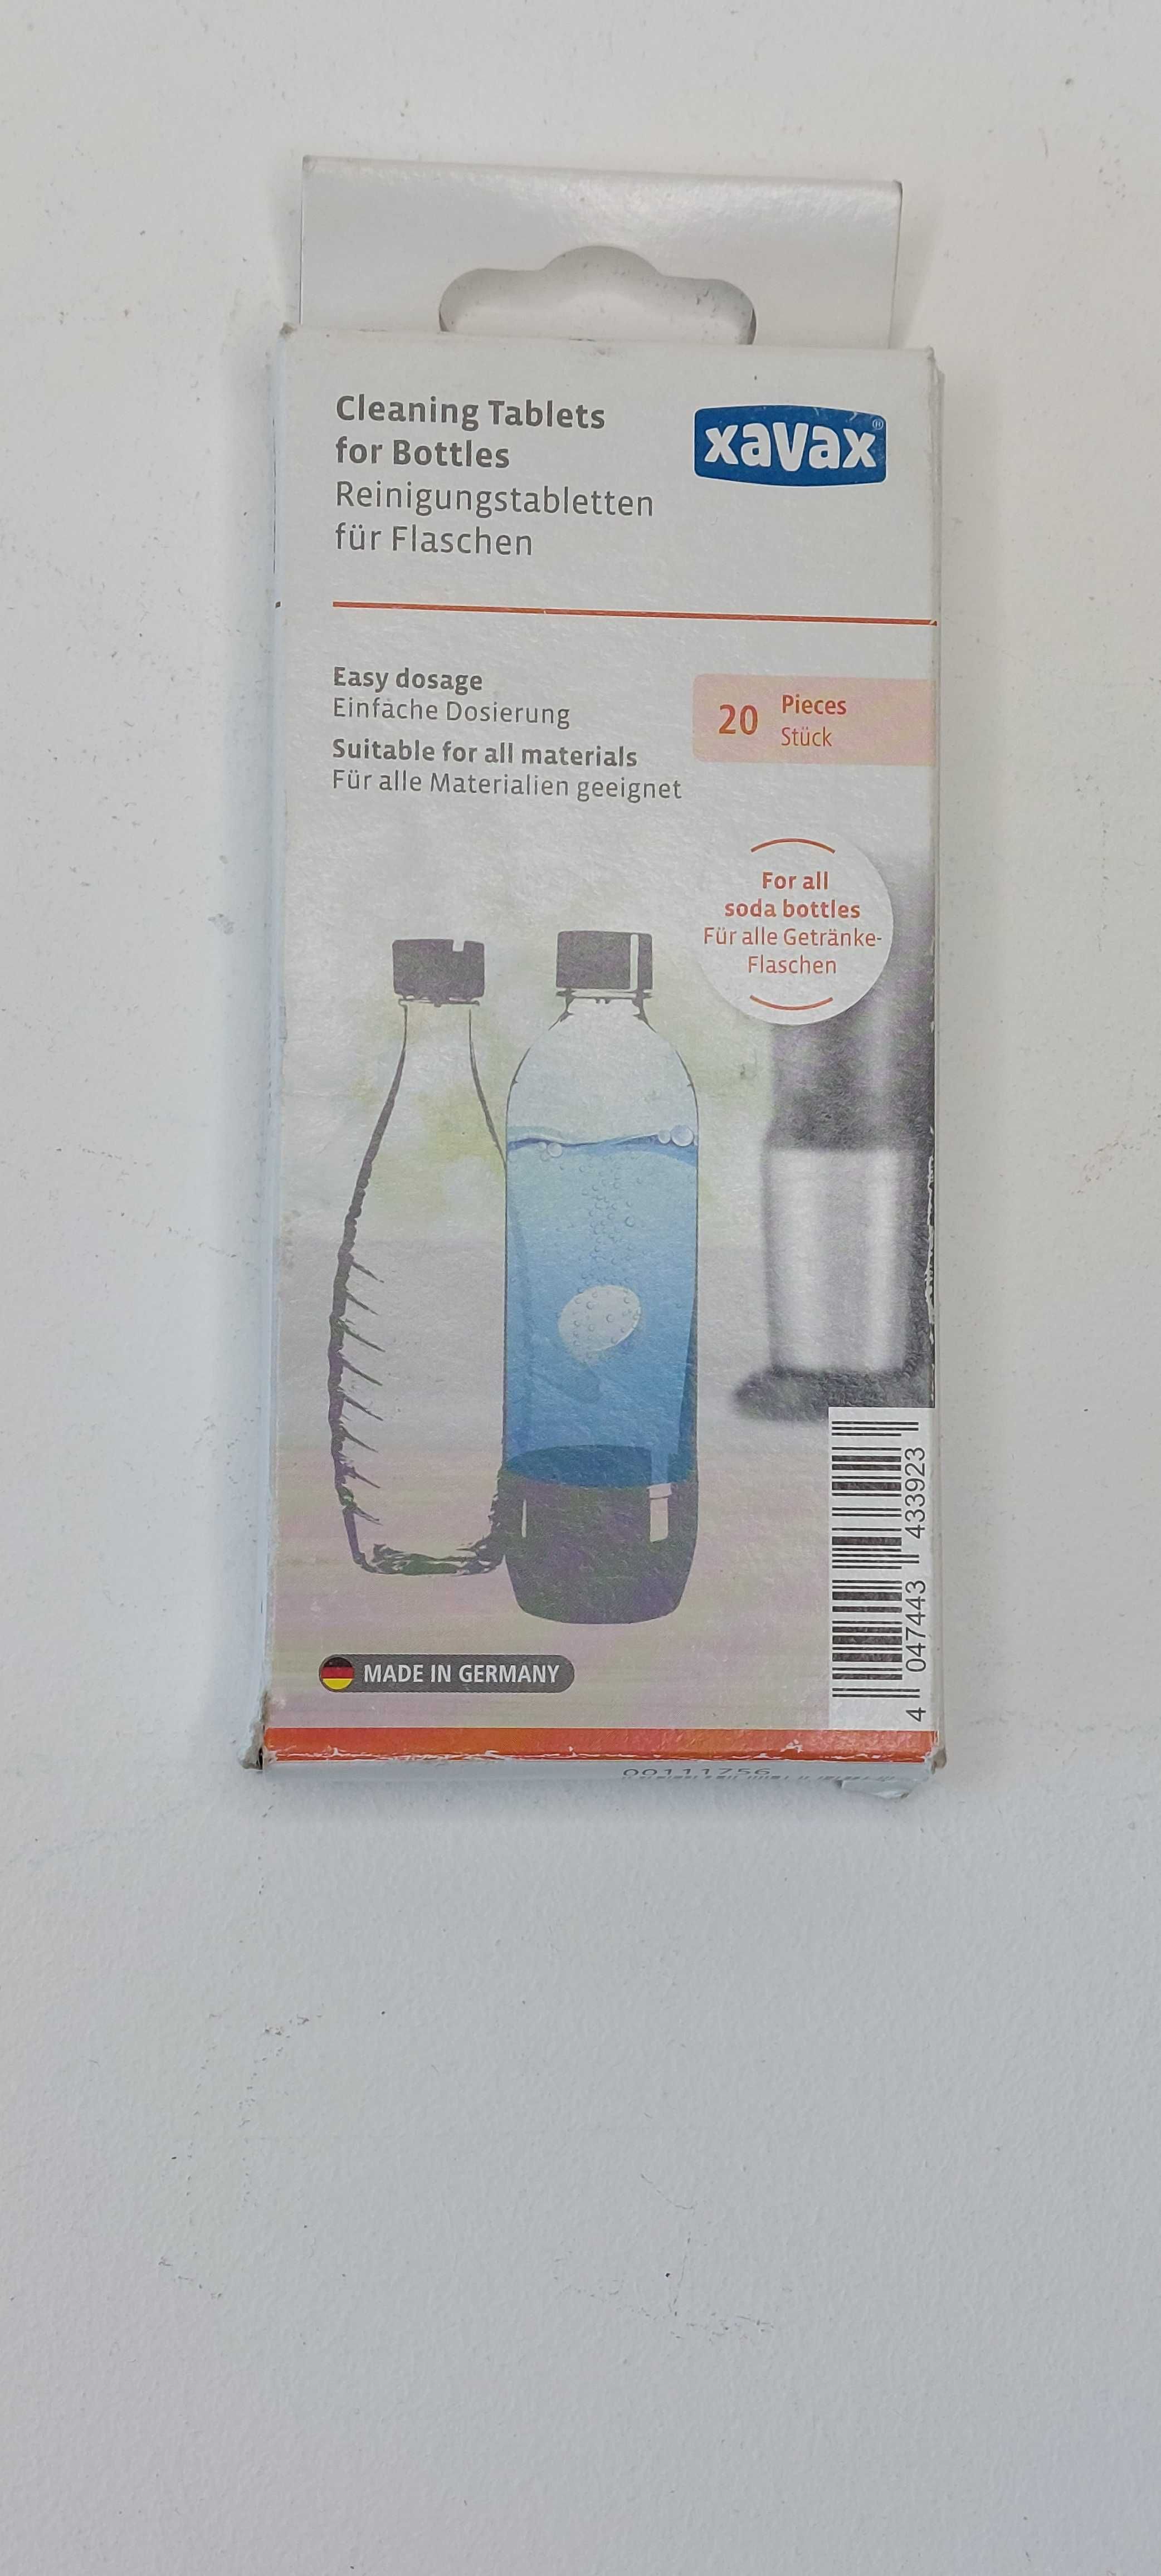 Cleaning Tablets
for Bottles
Reinigungstabletten
für Flaschen
xavax®
Easy dosage
Einfache Dosierung
Suitable for all materials
Für alle Materialien geeignet
20 Pieces
Stück
For all
soda bottles
Für alle Getränke-
Flaschen
MADE IN GERMANY
4 047443 433923
00111756